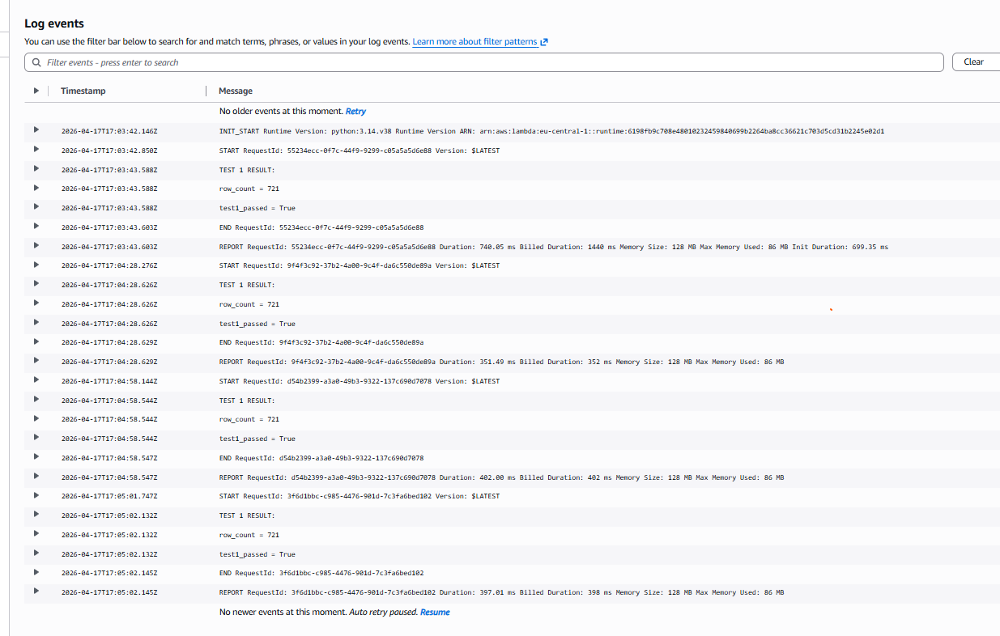 Log events
You can use the filter bar below to search for and match terms, phrases, or values in your log events. Learn more about filter patterns
Filter events - press enter to search
Clear
Timestamp Message
No older events at this moment. Retry
2026-04-17T17:03:42.146Z INIT_START Runtime Version: python:3.14.v38 Runtime Version ARN: arn:aws:lambda:eu-central-1::runtime:6198fb9c708e48010232459840699b2264ba8cc36621c703d5cd31b2245e02d1
2026-04-17T17:03:42.850Z START RequestId: 55234ecc-0f7c-44f9-9299-c05a5a5d6e88 Version: $LATEST
2026-04-17T17:03:43.588Z TEST 1 RESULT:
2026-04-17T17:03:43.588Z row_count = 721
2026-04-17T17:03:43.588Z test1_passed = True
2026-04-17T17:03:43.603Z END RequestId: 55234ecc-0f7c-44f9-9299-c05a5a5d6e88
2026-04-17T17:03:43.603Z REPORT RequestId: 55234ecc-0f7c-44f9-9299-c05a5a5d6e88 Duration: 740.05 ms Billed Duration: 1440 ms Memory Size: 128 MB Max Memory Used: 86 MB Init Duration: 699.35 ms
2026-04-17T17:04:28.276Z START RequestId: 9f4f3c92-37b2-4a00-9c4f-da6c550de89a Version: $LATEST
2026-04-17T17:04:28.626Z TEST 1 RESULT:
2026-04-17T17:04:28.626Z row_count = 721
2026-04-17T17:04:28.626Z test1_passed = True
2026-04-17T17:04:28.629Z END RequestId: 9f4f3c92-37b2-4a00-9c4f-da6c550de89a
2026-04-17T17:04:28.629Z REPORT RequestId: 9f4f3c92-37b2-4a00-9c4f-da6c550de89a Duration: 351.49 ms Billed Duration: 352 ms Memory Size: 128 MB Max Memory Used: 86 MB
2026-04-17T17:04:58.144Z START RequestId: d54b2399-a3a0-49b3-9322-137c690d7078 Version: $LATEST
2026-04-17T17:04:58.544Z TEST 1 RESULT:
2026-04-17T17:04:58.544Z row_count = 721
2026-04-17T17:04:58.544Z test1_passed = True
2026-04-17T17:04:58.547Z END RequestId: d54b2399-a3a0-49b3-9322-137c690d7078
2026-04-17T17:04:58.547Z REPORT RequestId: d54b2399-a3a0-49b3-9322-137c690d7078 Duration: 402.00 ms Billed Duration: 402 ms Memory Size: 128 MB Max Memory Used: 86 MB
2026-04-17T17:05:01.747Z START RequestId: 3f6d1bbc-c985-4476-901d-7c3fa6bed102 Version: $LATEST
2026-04-17T17:05:02.132Z TEST 1 RESULT:
2026-04-17T17:05:02.132Z row_count = 721
2026-04-17T17:05:02.132Z test1_passed = True
2026-04-17T17:05:02.145Z END RequestId: 3f6d1bbc-c985-4476-901d-7c3fa6bed102
2026-04-17T17:05:02.145Z REPORT RequestId: 3f6d1bbc-c985-4476-901d-7c3fa6bed102 Duration: 397.01 ms Billed Duration: 398 ms Memory Size: 128 MB Max Memory Used: 86 MB
No newer events at this moment. Auto retry paused. Resume